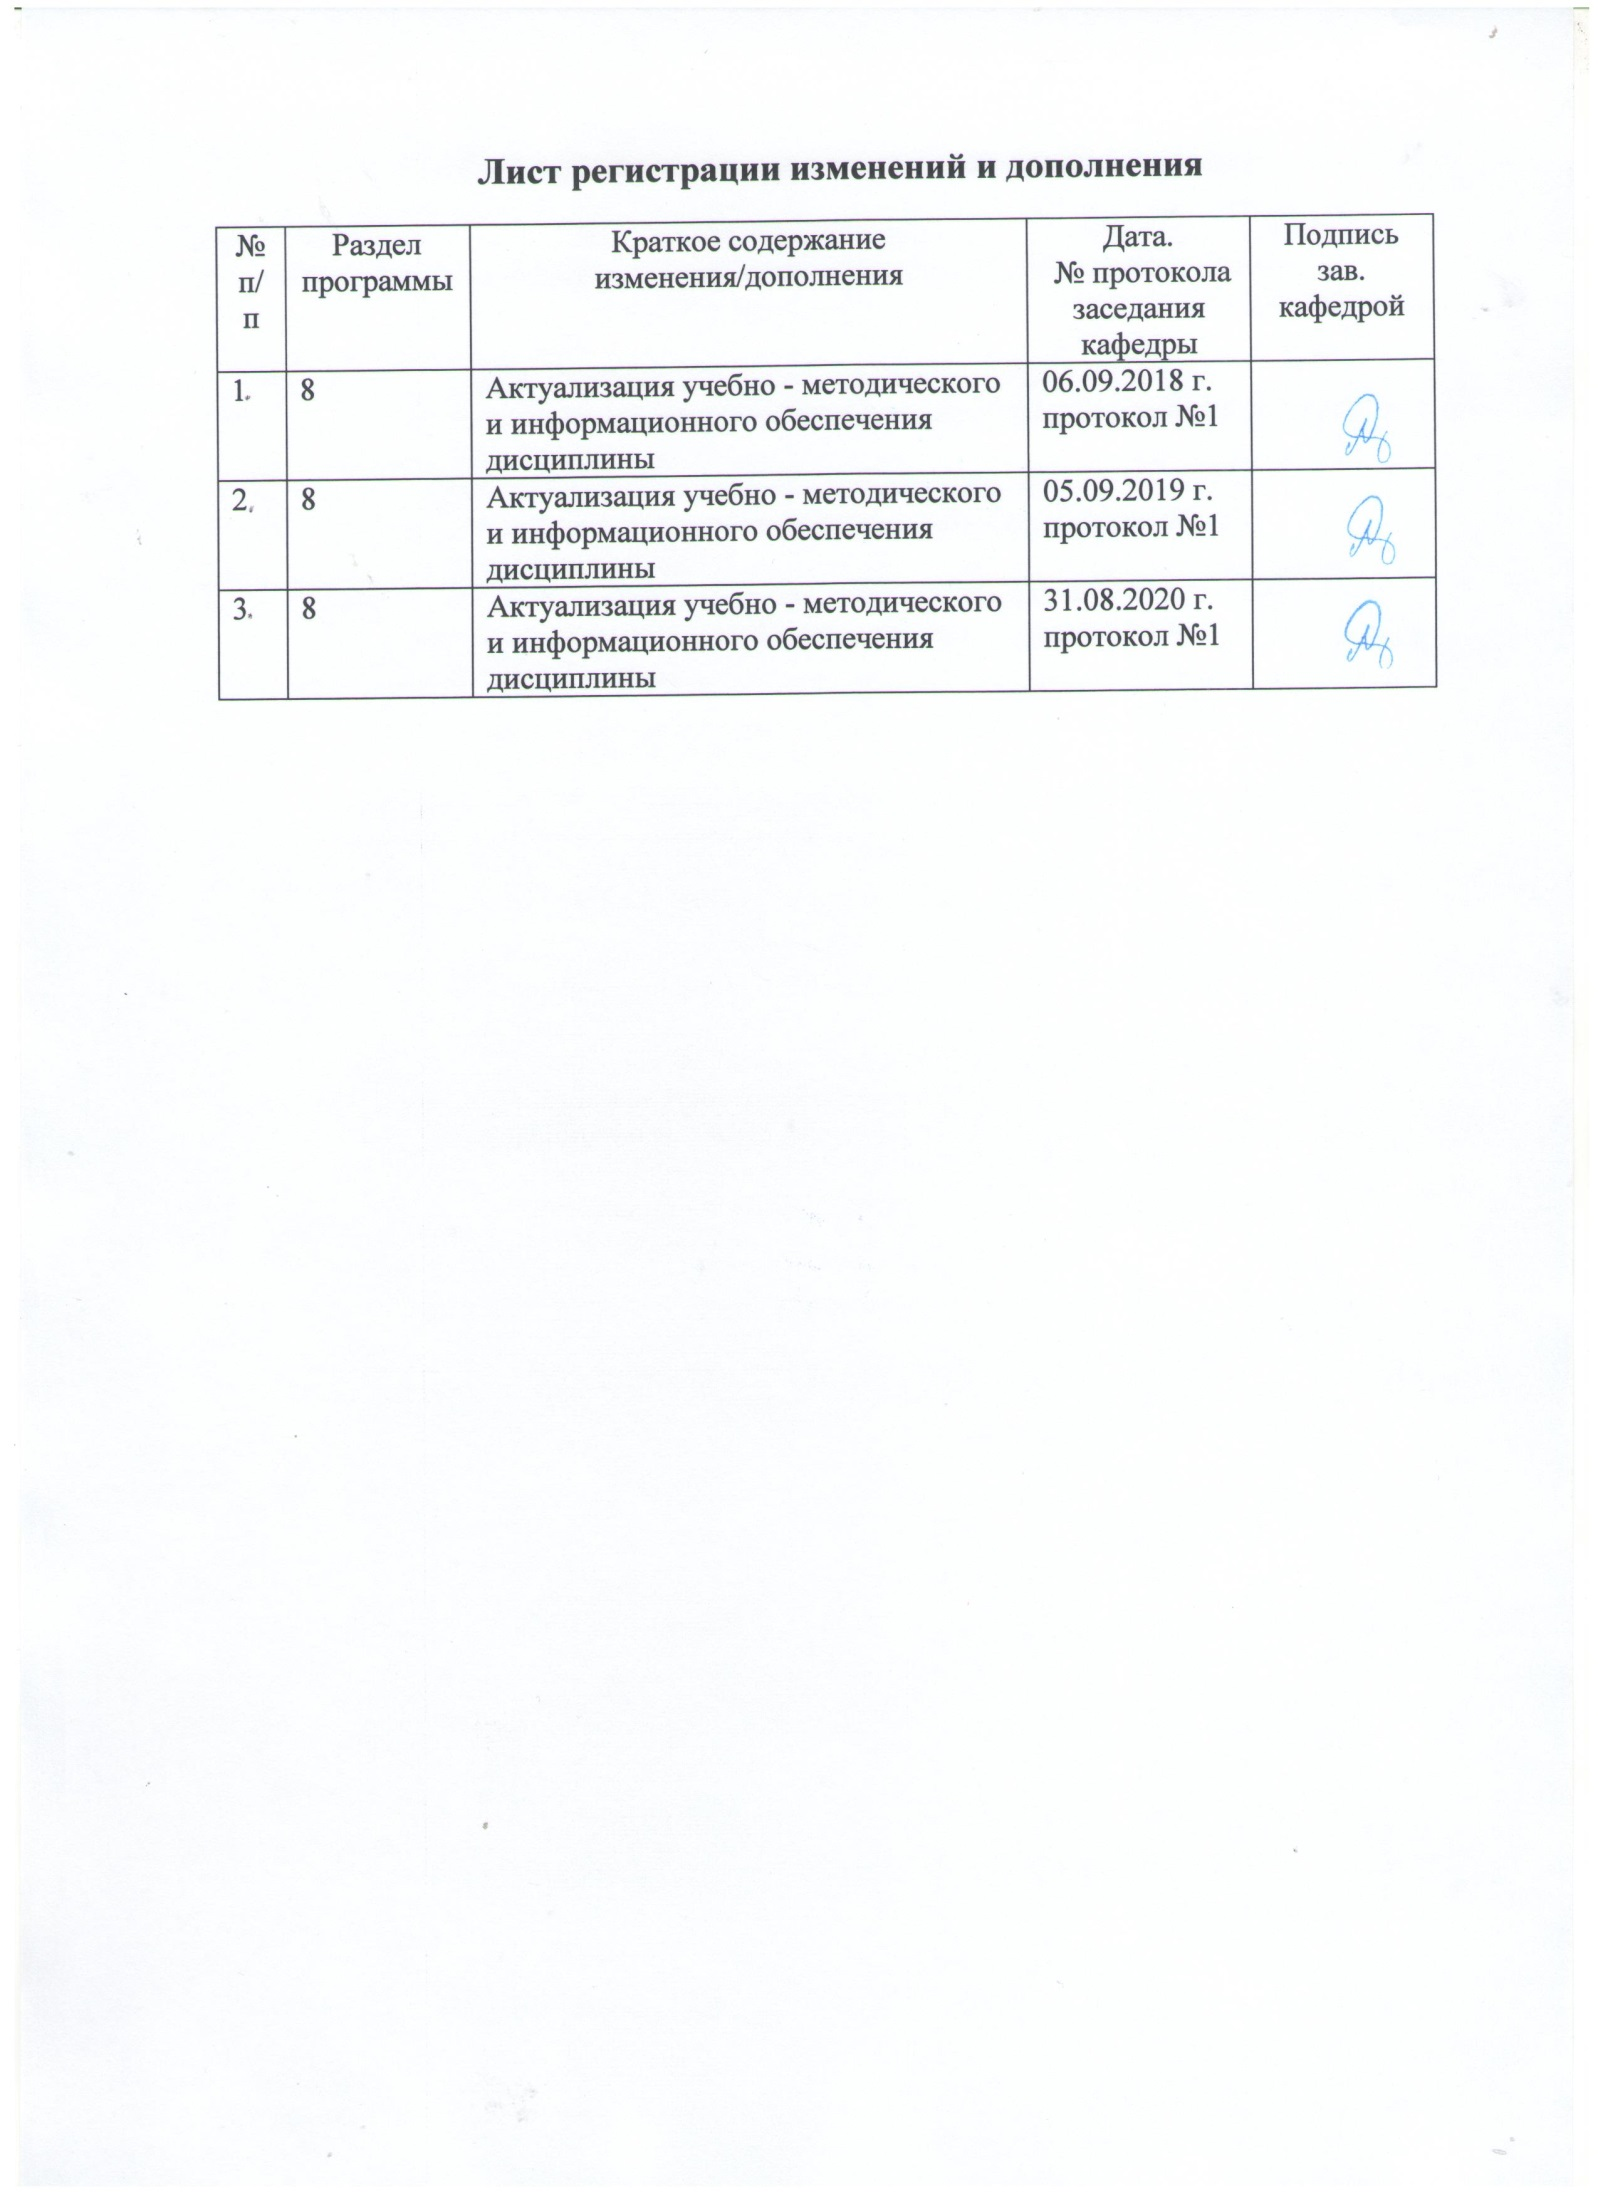 Лист регистрации изменений и дополнения
№
п/
п
Раздел
программы
Краткое содержание
изменения/дополнения
Дата.
№ протокола
заседания
кафедры
Подпись
зав.
кафедрой
1.
8
Актуализация учебно - методического
и информационного обеспечения
дисциплины
06.09.2018 г.
протокол №1
2.
8
Актуализация учебно - методического
и информационного обеспечения
дисциплины
05.09.2019 г.
протокол №1
3.
8
Актуализация учебно - методического
и информационного обеспечения
дисциплины
31.08.2020 г.
протокол №1